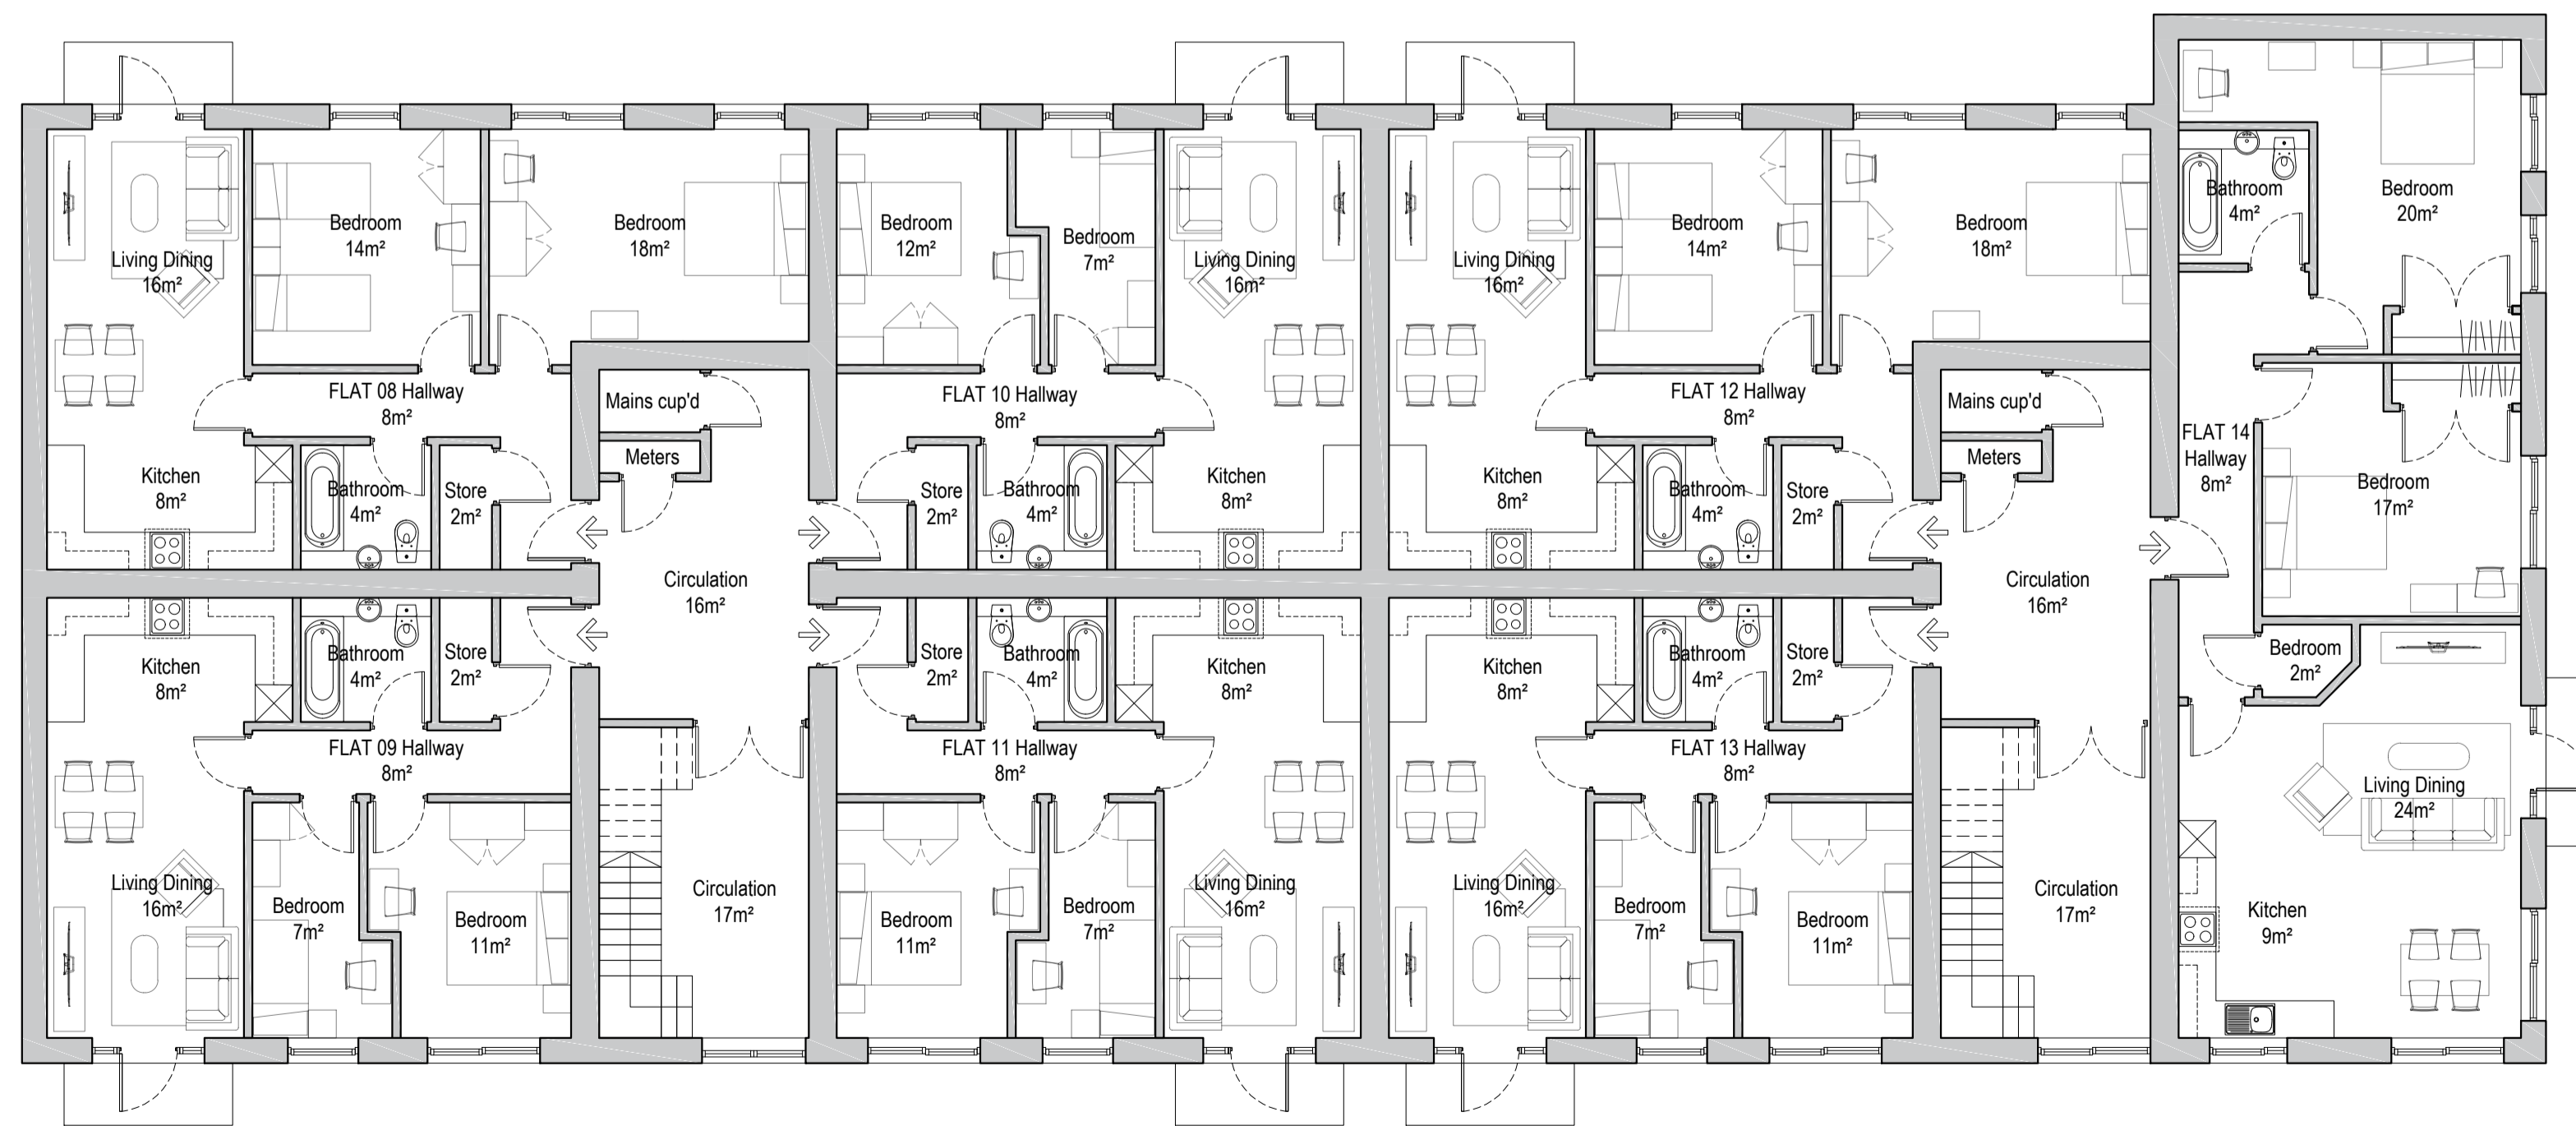 Living Dining
16m²
Bedroom
14m²
Bedroom
18m²
Bedroom
12m²
Bedroom
7m²
Living Dining
16m²
Living Dining
16m²
Bedroom
14m²
Bedroom
18m²
Bathroom
4m²
Bedroom
20m²
FLAT 08 Hallway
8m²
Mains cup'd
Meters
FLAT 10 Hallway
8m²
FLAT 12 Hallway
8m²
Mains cup'd
Meters
FLAT 14
Hallway
8m²
Bedroom
17m²
Kitchen
8m²
Bathroom
4m²
Store
2m²
Store
2m²
Bathroom
4m²
Kitchen
8m²
Kitchen
8m²
Bathroom
4m²
Store
2m²
Circulation
16m²
Circulation
16m²
Kitchen
8m²
Bathroom
4m²
Store
2m²
Store
2m²
Bathroom
4m²
Kitchen
8m²
Kitchen
8m²
Bathroom
4m²
Store
2m²
Bedroom
2m²
FLAT 09 Hallway
8m²
FLAT 11 Hallway
8m²
FLAT 13 Hallway
8m²
Living Dining
24m²
Living Dining
16m²
Bedroom
7m²
Bedroom
11m²
Circulation
17m²
Bedroom
11m²
Bedroom
7m²
Living Dining
16m²
Living Dining
16m²
Bedroom
7m²
Bedroom
11m²
Circulation
17m²
Kitchen
9m²